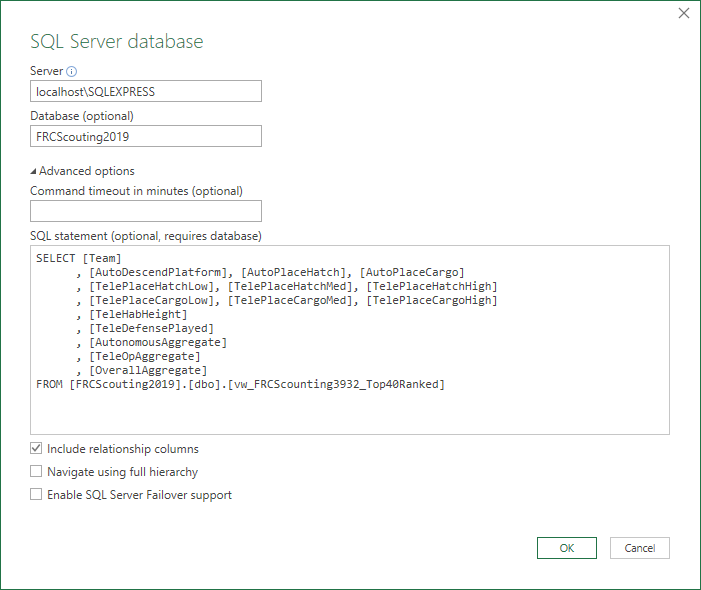 SQL Server database
Server
localhost\SQLEXPRESS
Database (optional)
FRCScouting2019
Advanced options
Command timeout in minutes (optional)
SQL statement (optional, requires database)
SELECT [Team]
, [AutoDescendPlatform], [AutoPlaceHatch], [AutoPlaceCargo]
, [TelePlaceHatchLow], [TelePlaceHatchMed], [TelePlaceHatchHigh]
, [TelePlaceCargoLow], [TelePlaceCargoMed], [TelePlaceCargoHigh]
, [TeleHabHeight]
, [TeleDefensePlayed]
, [AutonomousAggregate]
, [TeleOpAggregate]
, [OverallAggregate]
FROM [FRCScouting2019].[dbo].[vw_FRCScounting3932_Top40Ranked]
Include relationship columns
Navigate using full hierarchy
Enable SQL Server Failover support
OK Cancel